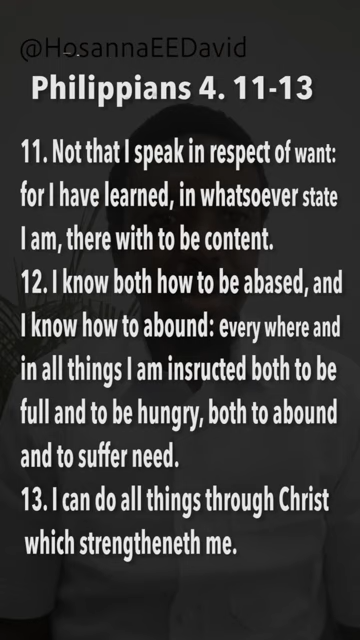 @HosannaEEDavid
Philippians 4. 11-13
11. Not that I speak in respect of want:
for I have learned, in whatsoever state
I am, there with to be content.
12. I know both how to be abased, and
I know how to abound: every where and
in all things I am insructed both to be
full and to be hungry, both to abound
and to suffer need.
13. I can do all things through Christ
which strengtheneth me.